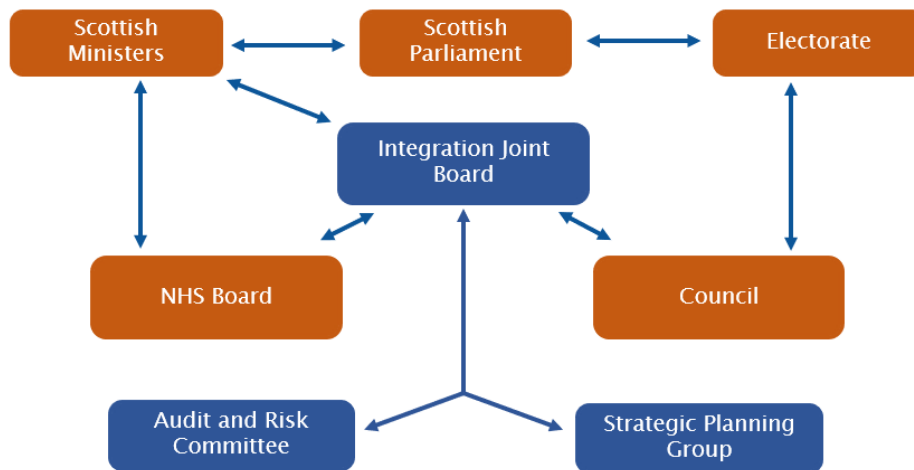 Scottish
Ministers
Scottish
Parliament
Electorate
Integration Joint
Board
NHS Board
Council
Audit and Risk
Committee
Strategic Planning
Group